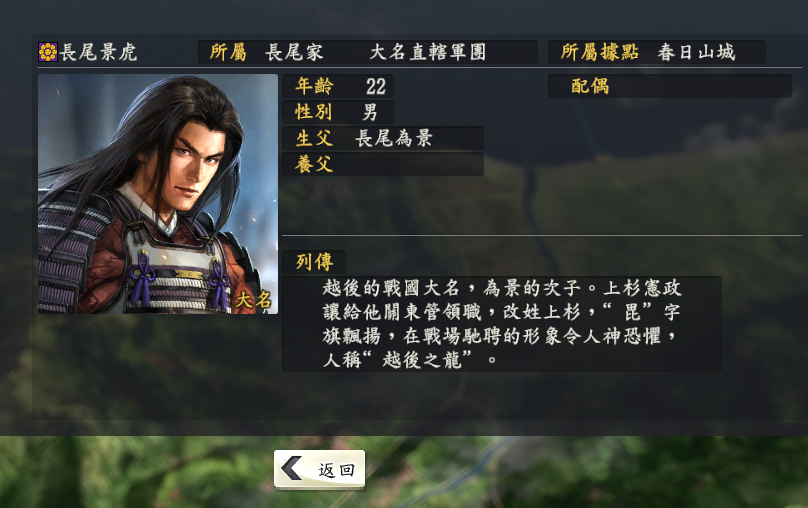 長尾景虎 所屬 長尾家 大名直轄軍團 所屬據點 春日山城
年齡 22 配偶
性別 男
生父 長尾為景
養父
大名
列傳
越後的戰國大名，為景的次子。上杉憲政
讓給他關東管領職，改姓上杉，“毘”字
旗飄揚，在戰場馳聘的形象令人神恐懼，
人稱“越後之龍”。
返回